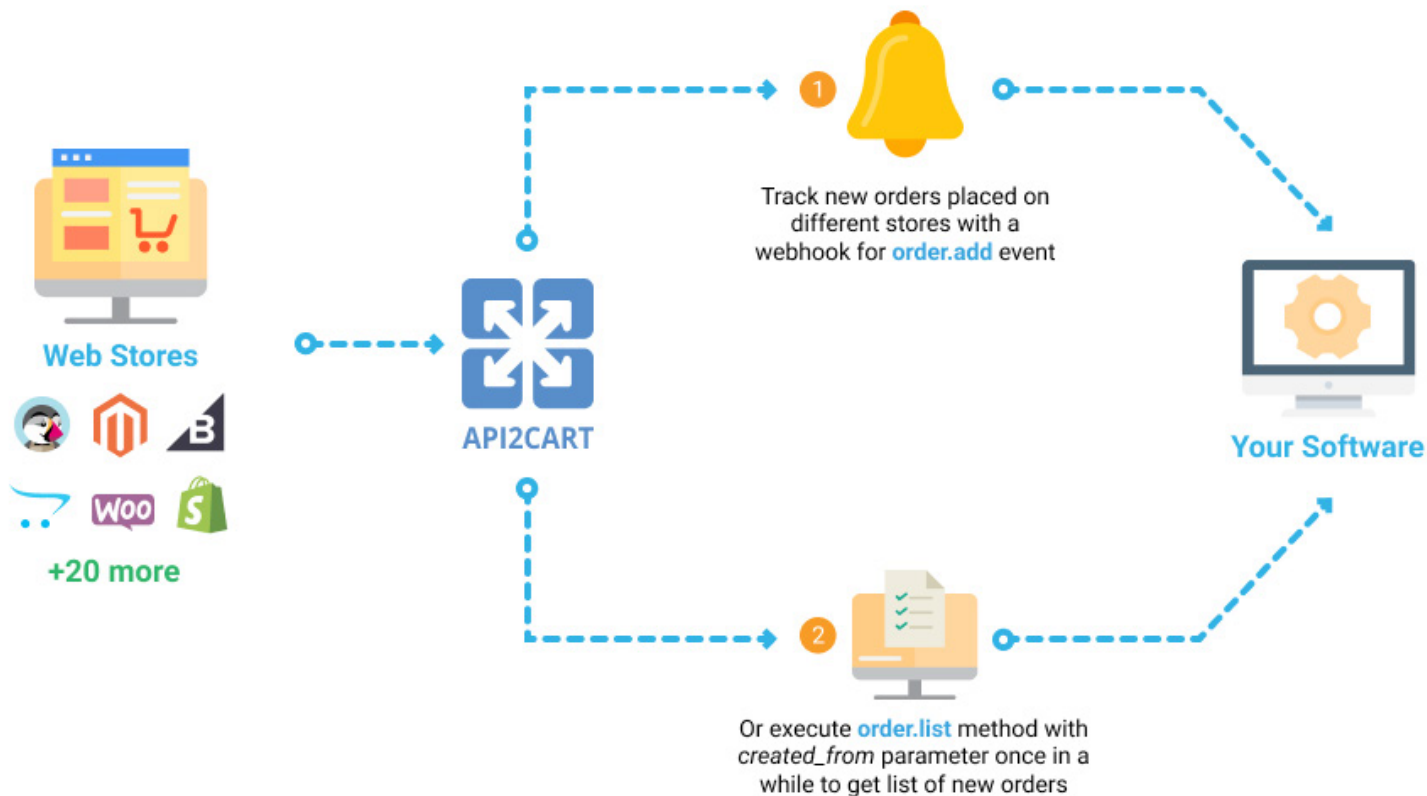 Web Stores
B
WOO
S
+20 more
API2CART
1
Track new orders placed on
different stores with a
webhook for order.add event
2
Or execute order.list method with
created_from parameter once in a
while to get list of new orders
Your Software